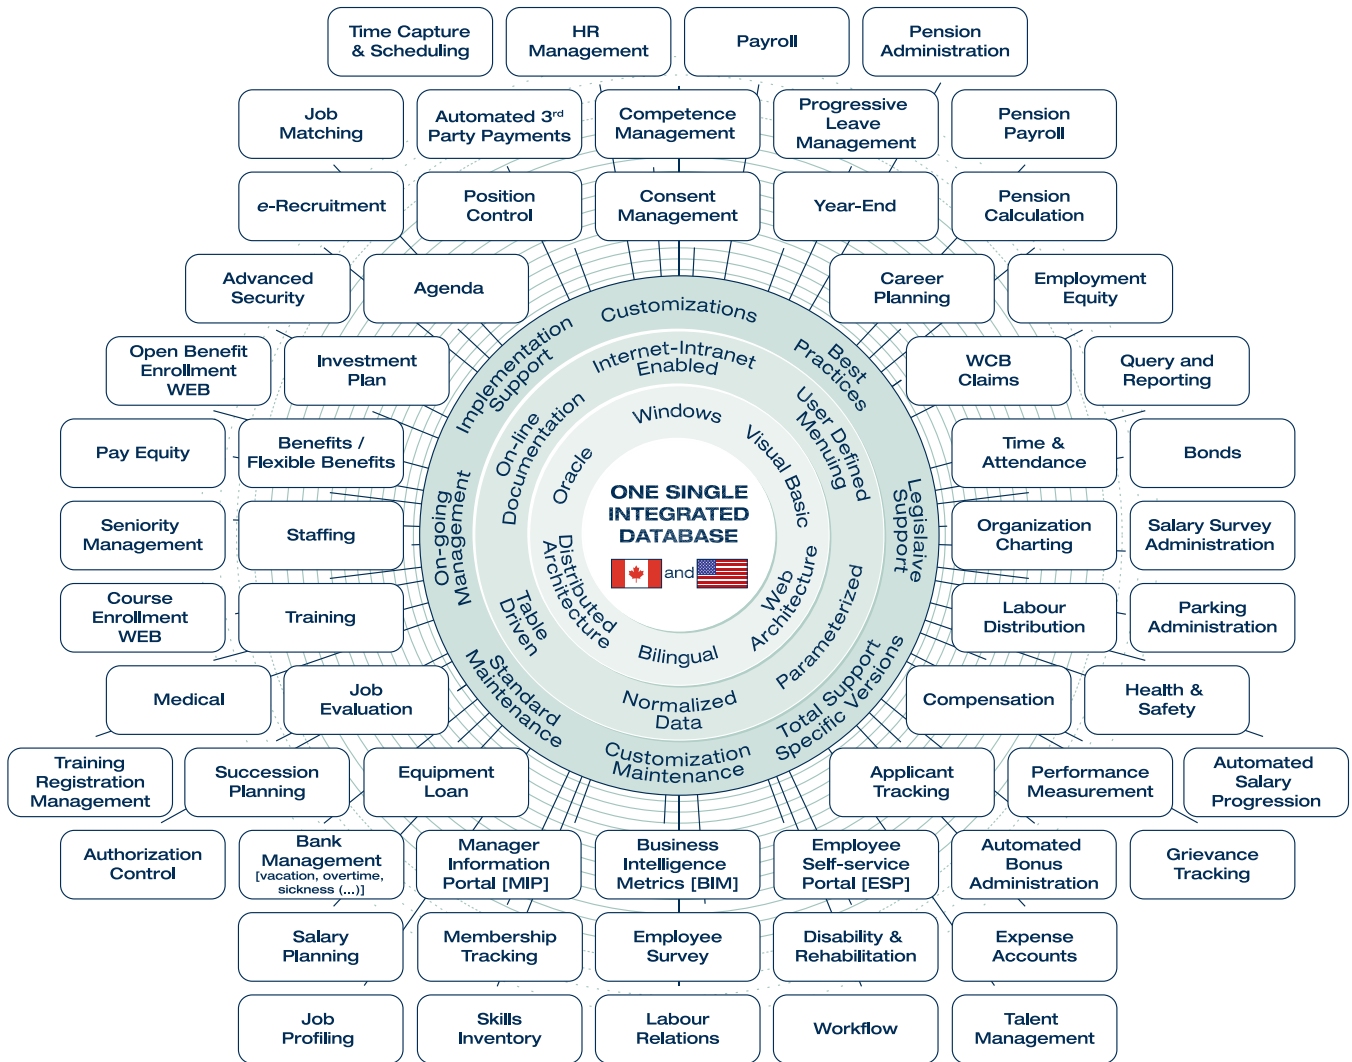 Time Capture
& Scheduling
HR
Management
Payroll
Pension
Administration
Job
Matching
Automated 3rd
Party Payments
Competence
Management
Progressive
Leave
Management
Pension
Payroll
e-Recruitment
Position
Control
Consent
Management
Year-End
Pension
Calculation
Advanced
Security
Agenda
Career
Planning
Employment
Equity
Open Benefit
Enrollment
WEB
Investment
Plan
WCB
Claims
Query and
Reporting
Pay Equity
Benefits /
Flexible Benefits
Time &
Attendance
Bonds
Seniority
Management
Staffing
Organization
Charting
Salary Survey
Administration
Course
Enrollment
WEB
Training
Labour
Distribution
Parking
Administration
Medical
Job
Evaluation
Compensation
Health &
Safety
Training
Registration
Management
Succession
Planning
Equipment
Loan
Applicant
Tracking
Performance
Measurement
Automated
Salary
Progression
Authorization
Control
Bank
Management
[vacation, overtime,
sickness (...)]
Manager
Information
Portal [MIP]
Business
Intelligence
Metrics [BIM]
Employee
Self-service
Portal [ESP]
Automated
Bonus
Administration
Grievance
Tracking
Salary
Planning
Membership
Tracking
Employee
Survey
Disability &
Rehabilitation
Expense
Accounts
Job
Profiling
Skills
Inventory
Labour
Relations
Workflow
Talent
Management
Customizations
Best
Practices
Legislaive
Support
Total Support
Specific Versions
Customization
Maintenance
Standard
Maintenance
On-going
Management
Implementation
Support
Internet-Intranet
Enabled
User Defined
Menuing
Parameterized
Normalized
Data
Table
Driven
On-line
Documentation
Windows
Visual Basic
Web
Architecture
Bilingual
Distributed
Architecture
Oracle
ONE SINGLE
INTEGRATED
DATABASE
and